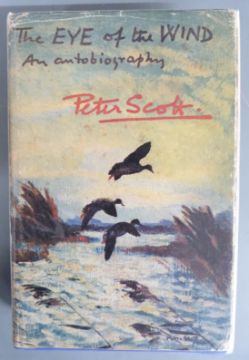 The EYE of the WIND
An autobiography
Peter Scott.